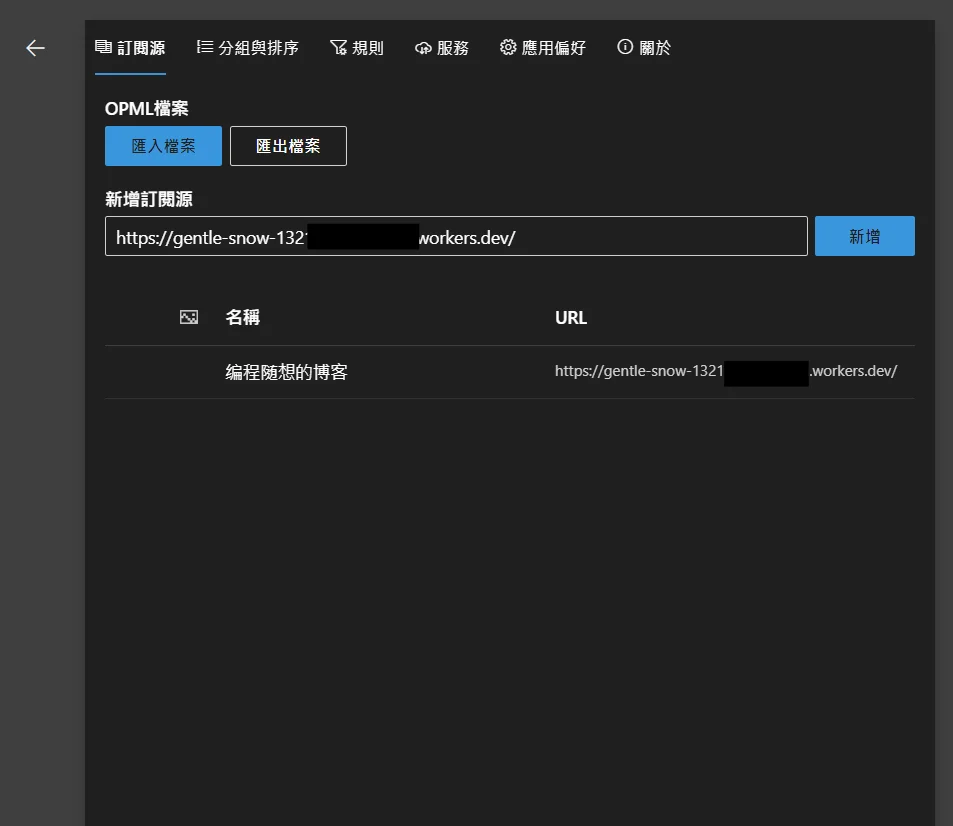 訂閱源 分組與排序 規則 服務 應用偏好 關於
OPML檔案
匯入檔案 匯出檔案
新增訂閱源
https://gentle-snow-132 workers.dev/ 新增
名稱 URL
编程随想的博客 https://gentle-snow-1321 .workers.dev/